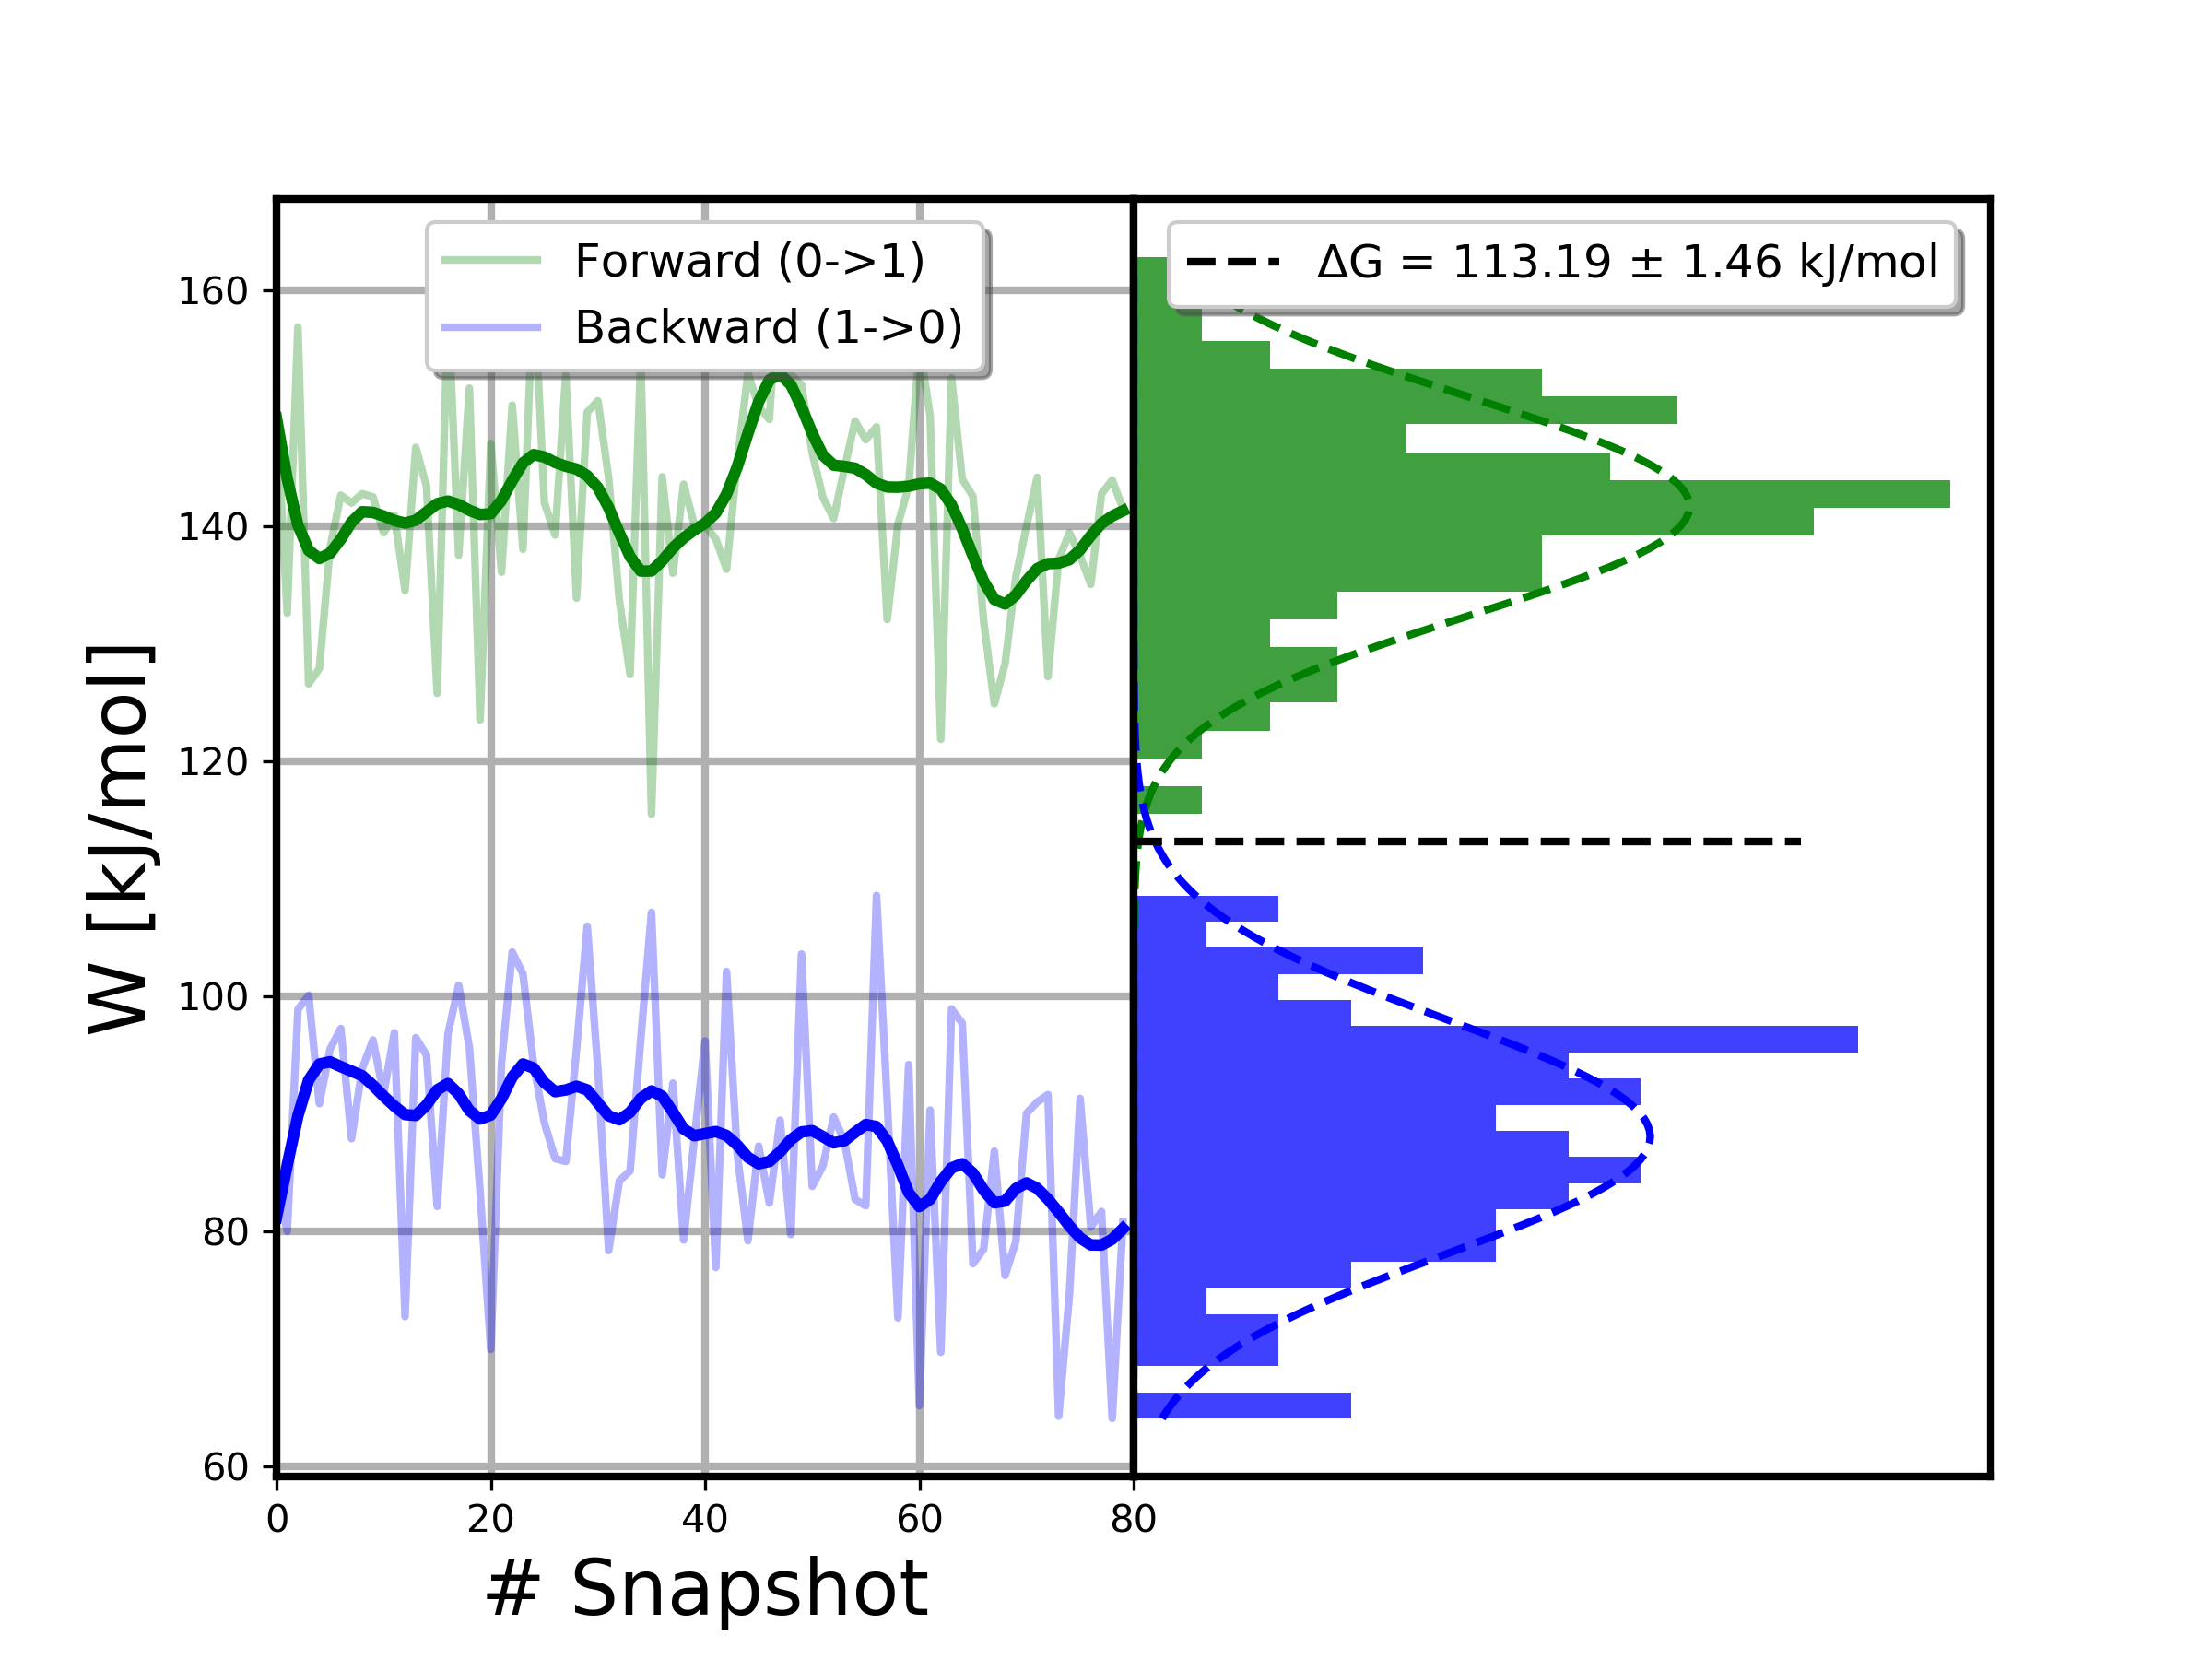 Forward (0->1)
Backward (1->0)
ΔG = 113.19 ± 1.46 kJ/mol
W [kJ/mol]
160
140
120
100
80
60
0 20 40 60 80
# Snapshot